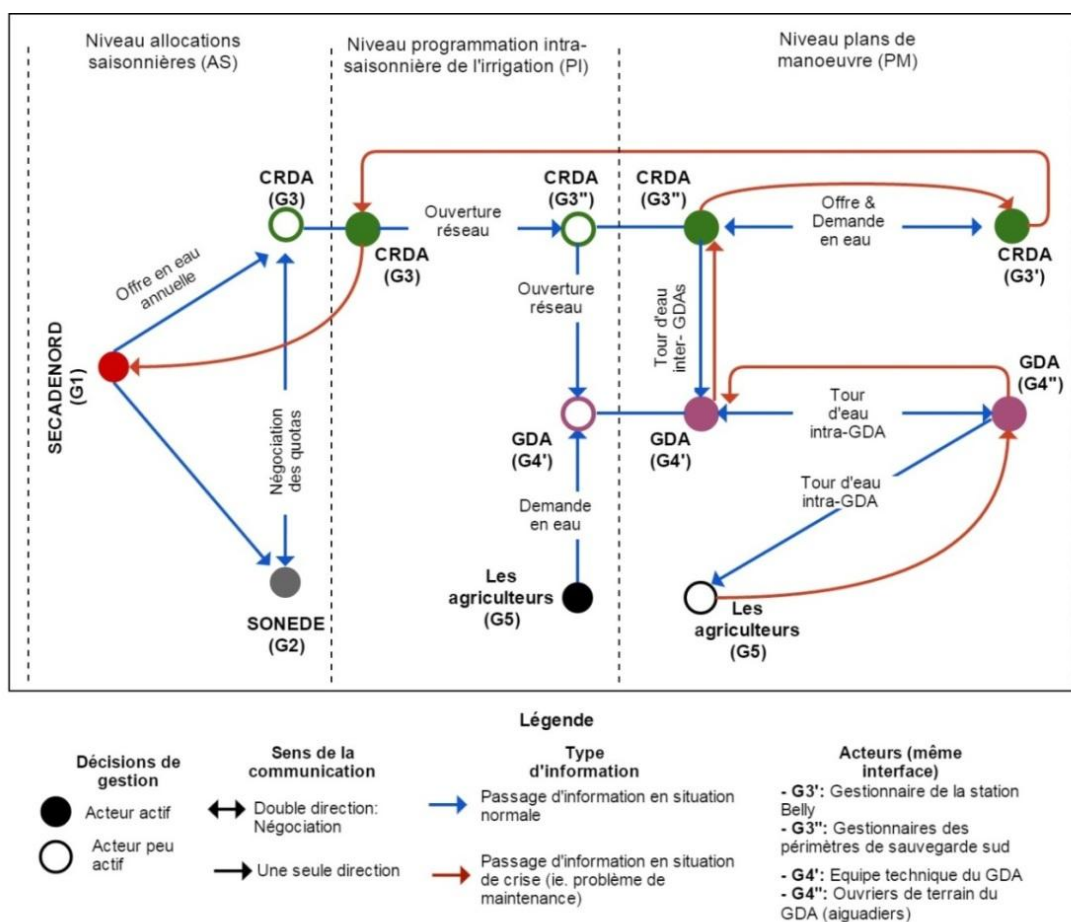 Niveau allocations
saisonnières (AS)
Niveau programmation intra-
saisonnière de l'irrigation (PI)
Niveau plans de
manoeuvre (PM)
CRDA
(G3)
CRDA
(G3")
CRDA
(G3")
Ouverture
réseau
Offre &
Demande
en eau
CRDA
(G3)
CRDA
(G3')
Offre en eau
annuelle
Ouverture
réseau
Tour d'eau
inter- GDAs
SECADENORD
(G1)
GDA
(G4")
Négociation
des quotas
GDA
(G4')
GDA
(G4')
Tour
d'eau
intra-GDA
Tour d'eau
intra-GDA
Demande
en eau
Les
agriculteurs
(G5)
Les
agriculteurs
(G5)
SONEDE
(G2)
Légende
Décisions de
gestion
Acteur actif
Acteur peu
actif
Sens de la
communication
Double direction:
Négociation
Une seule direction
Type
d'information
Passage d'information en situation
normale
Passage d'information en situation
de crise (ie. problème de
maintenance)
Acteurs (même
interface)
- G3': Gestionnaire de la station
Belly
- G3": Gestionnaires des
périmètres de sauvegarde sud
- G4': Equipe technique du GDA
- G4": Ouvriers de terrain du
GDA (aiguadiers)